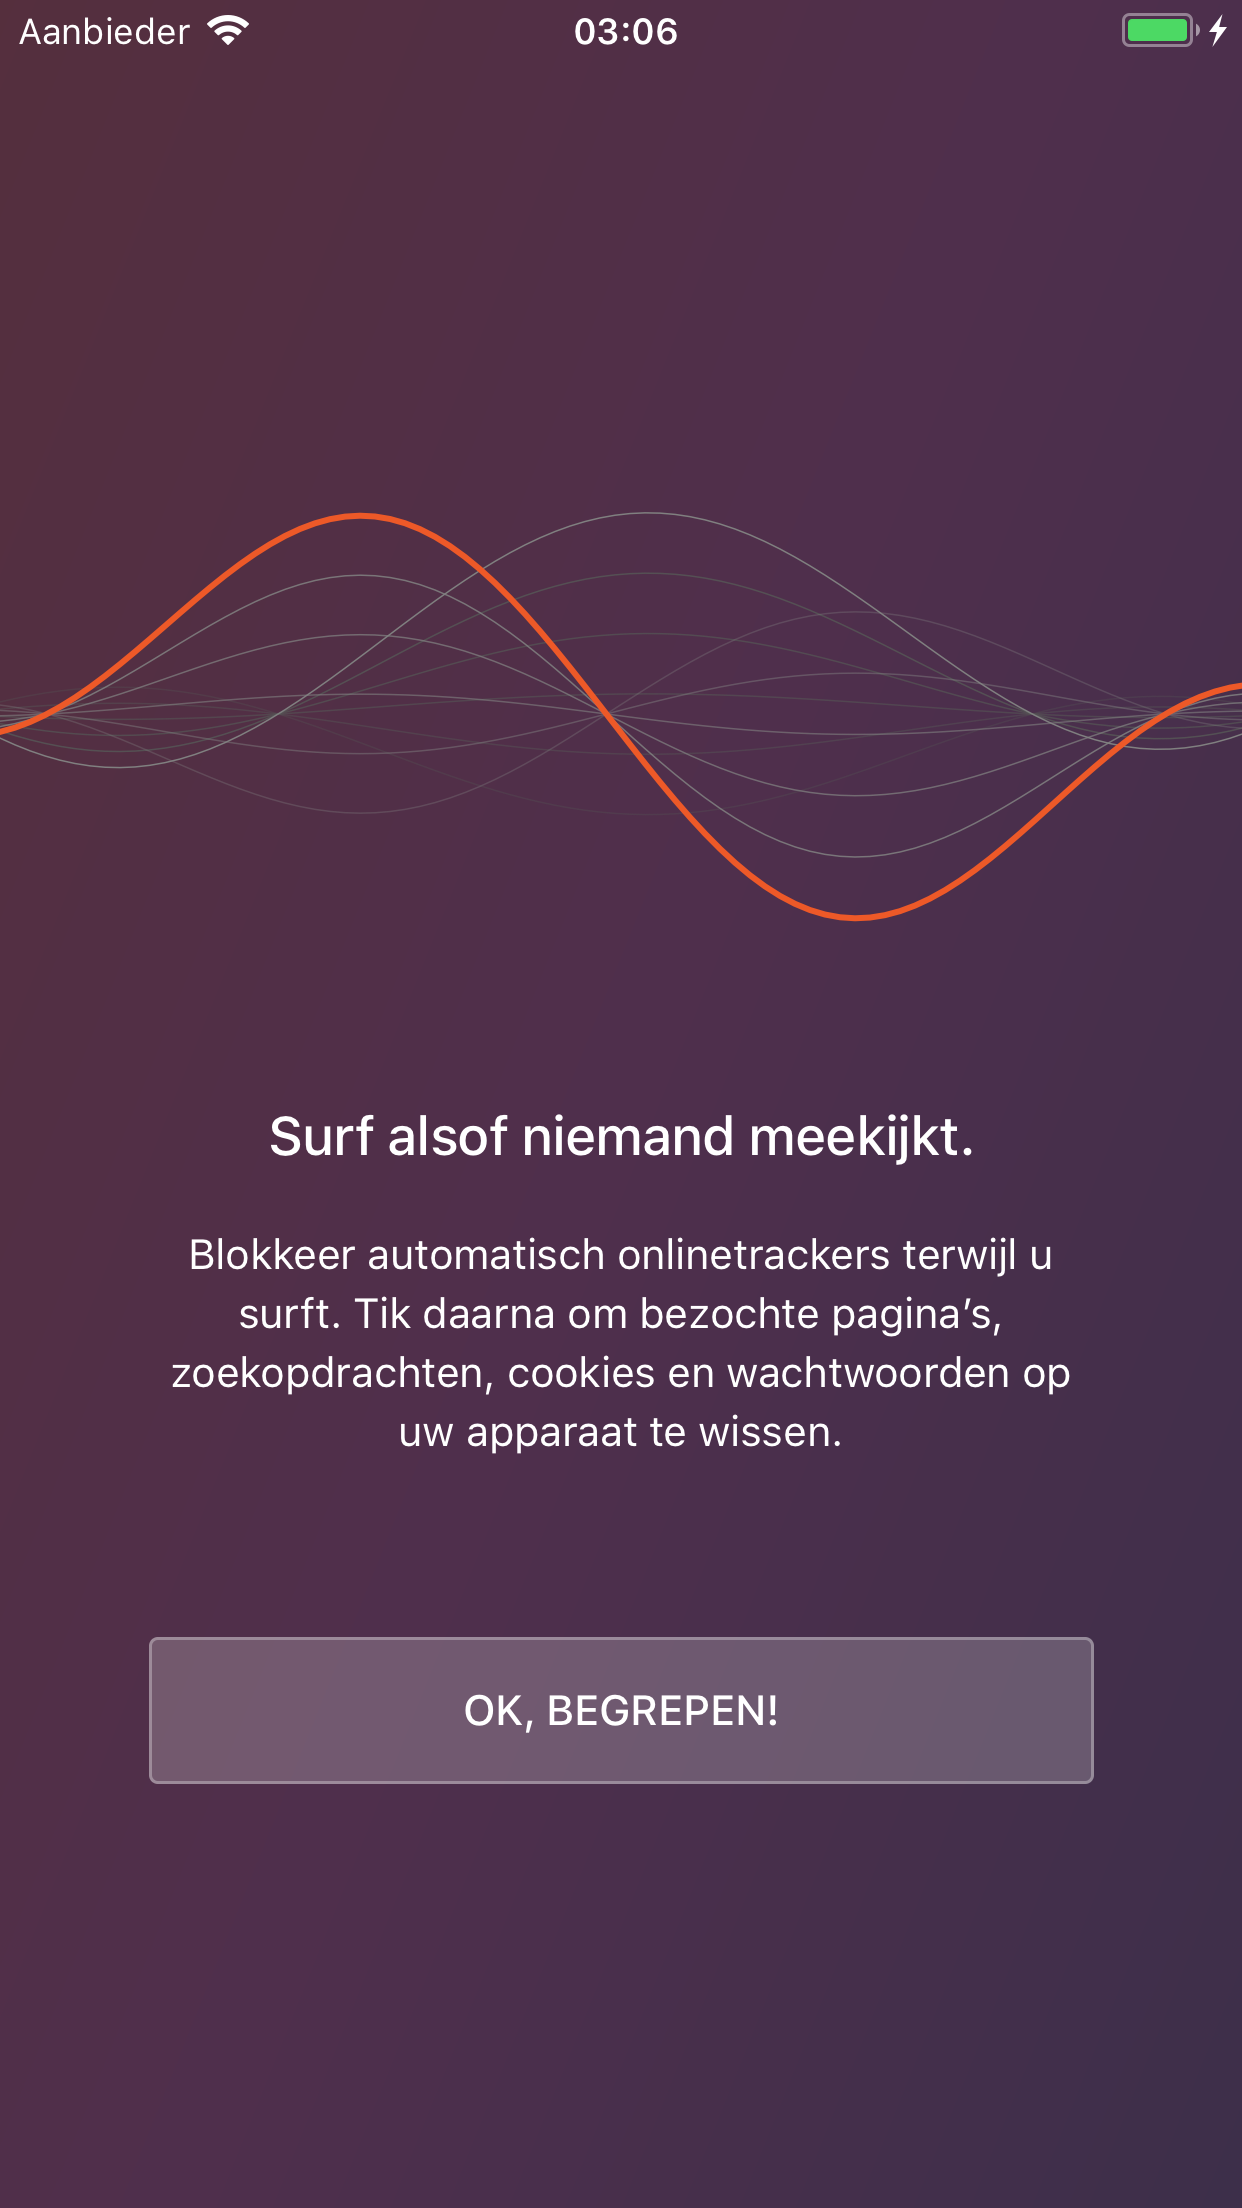 Aanbieder 03:06
Surf alsof niemand meekijkt.
Blokkeer automatisch onlinetrackers terwijl u
surft. Tik daarna om bezochte pagina’s,
zoekopdrachten, cookies en wachtwoorden op
uw apparaat te wissen.
OK, BEGREPEN!